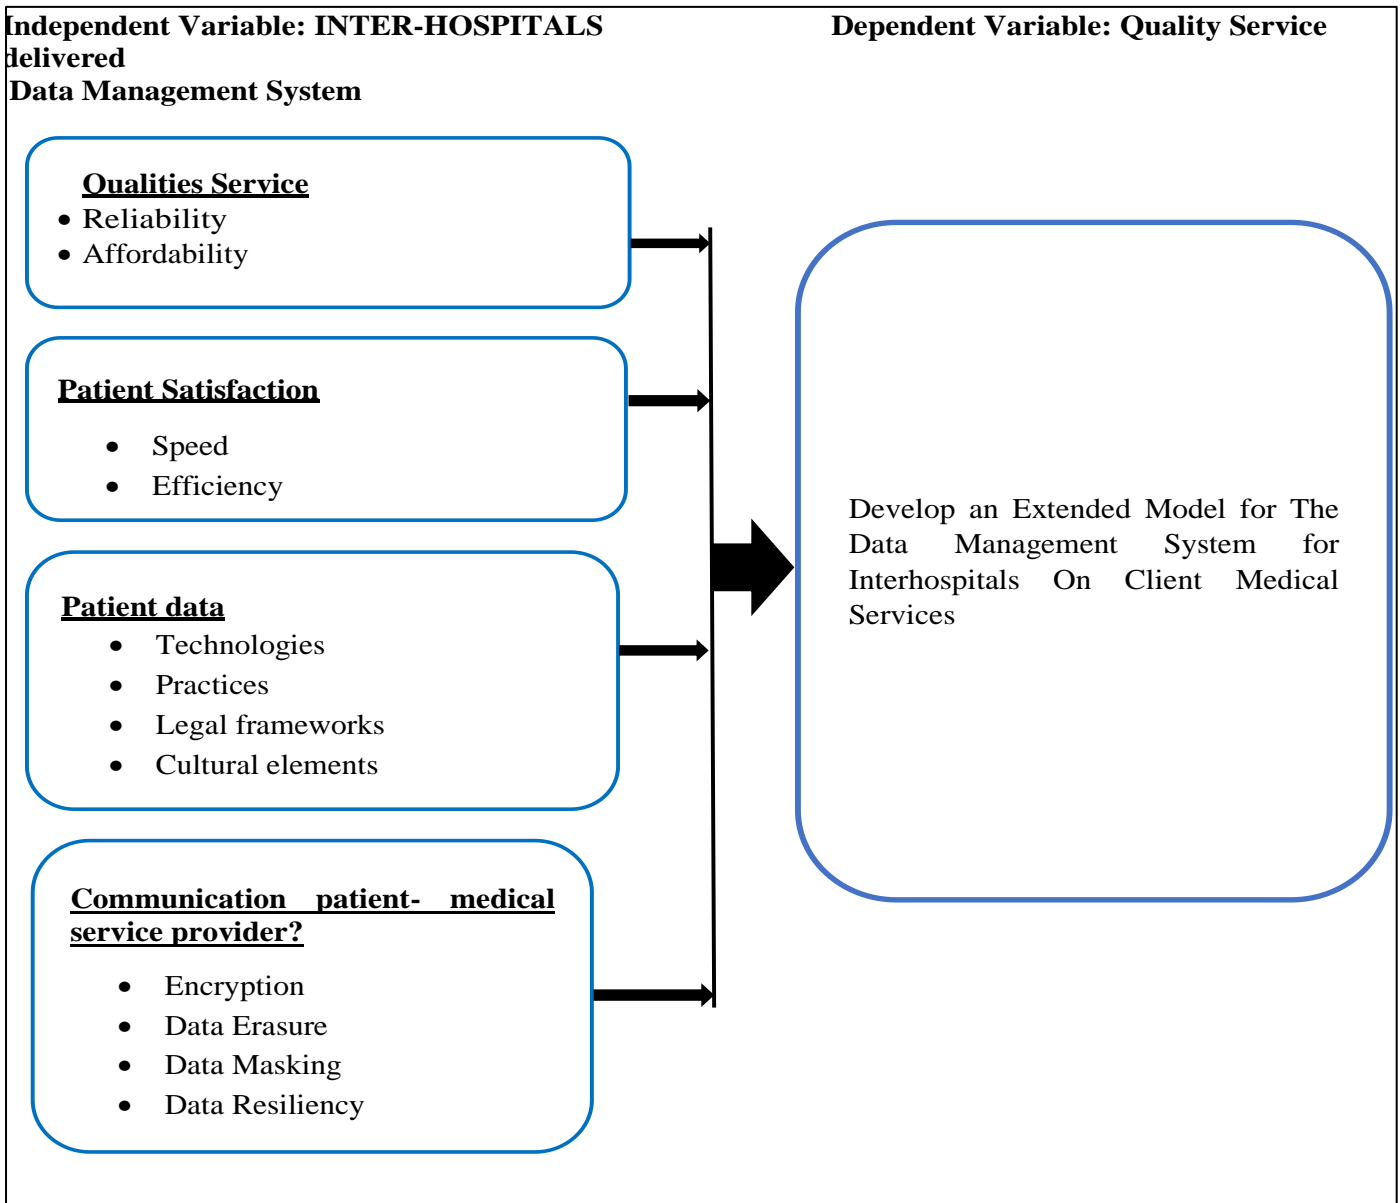 Independent Variable: INTER-HOSPITALS Dependent Variable: Quality Service
delivered
Data Management System
Qualities Service
• Reliability
• Affordability
Patient Satisfaction
• Speed
• Efficiency
Patient data
• Technologies
• Practices
• Legal frameworks
• Cultural elements
Communication patient- medical
service provider?
• Encryption
• Data Erasure
• Data Masking
• Data Resiliency
Develop an Extended Model for The
Data Management System for
Interhospitals On Client Medical
Services